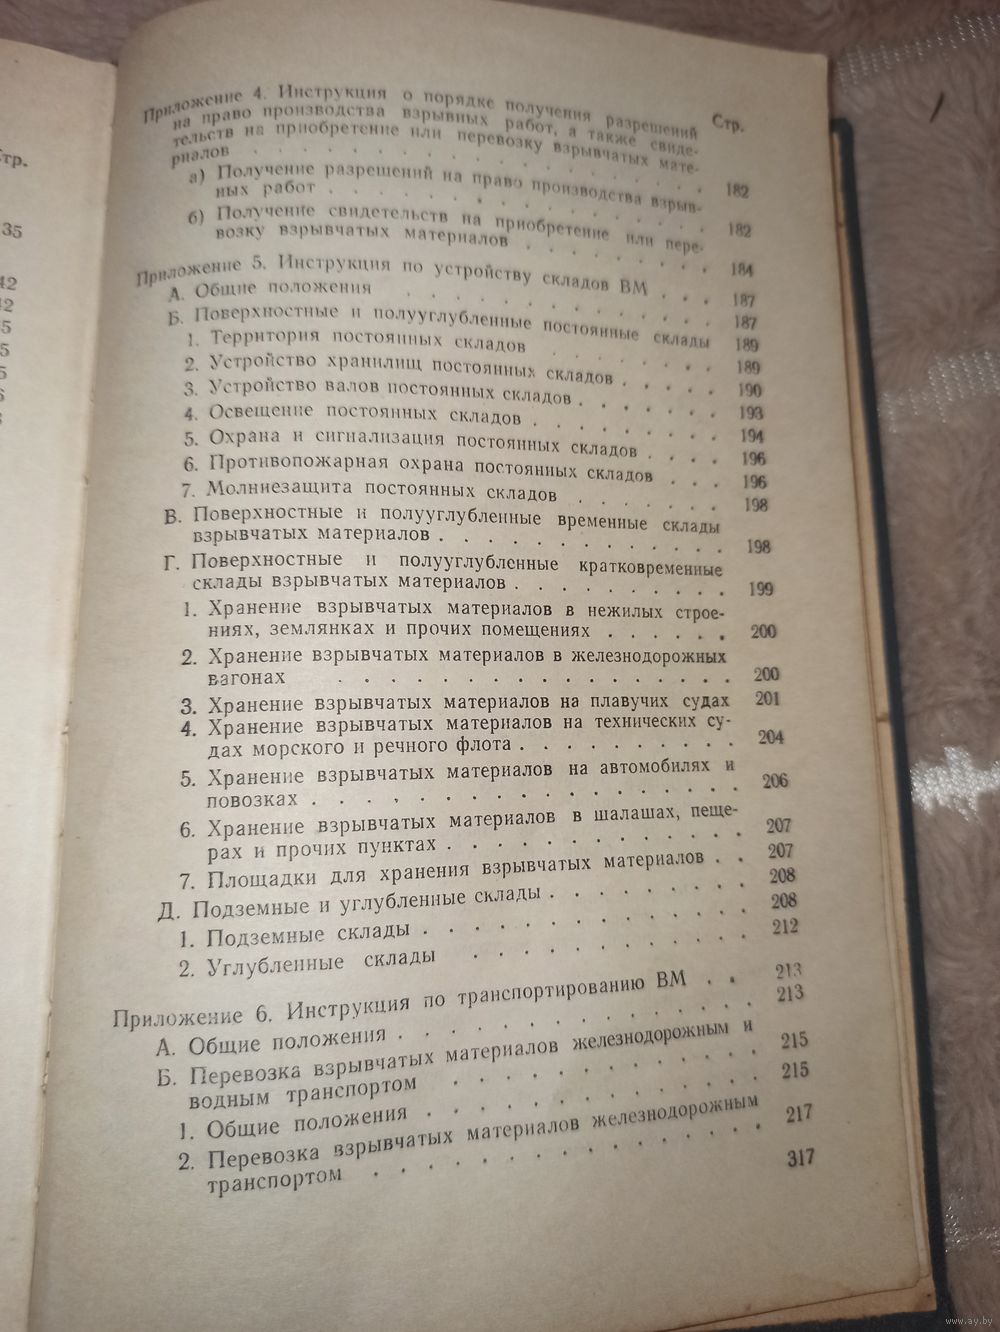 Стр.
Приложение 4. Инструкция о порядке получения разрешений
на право производства взрывных работ, а также свиде-
тельств на приобретение или перевозку взрывчатых мате-
риалов . . . . . . . . . . . . 182
а) Получение разрешений на право производства взрыв-
ных работ . . . . . . . . . . . . 182
б) Получение свидетельств на приобретение или пере-
возку взрывчатых материалов . . . . . . . 184
Приложение 5. Инструкция по устройству складов ВМ . . . 187
А. Общие положения . . . . . . . . . . 187
Б. Поверхностные и полууглубленные постоянные склады 189
1. Территория постоянных складов . . . . . . 189
2. Устройство хранилищ постоянных складов . . . . 190
3. Устройство валов постоянных складов . . . . . . 193
4. Освещение постоянных складов . . . . . . . 194
5. Охрана и сигнализация постоянных складов . . . . 196
6. Противопожарная охрана постоянных складов . . . 196
7. Молниезащита постоянных складов . . . . . . 198
В. Поверхностные и полууглубленные временные склады
взрывчатых материалов . . . . . . . . . . 198
Г. Поверхностные и полууглубленные кратковременные
склады взрывчатых материалов . . . . . . . . 199
1. Хранение взрывчатых материалов в нежилых строе-
ниях, землянках и прочих помещениях . . . . . . 200
2. Хранение взрывчатых материалов в железнодорожных
вагонах . . . . . . . . . . . . . . 200
3. Хранение взрывчатых материалов на плавучих судах 201
4. Хранение взрывчатых материалов на технических су-
дах морского и речного флота . . . . . . . . . 204
5. Хранение взрывчатых материалов на автомобилях и
повозках . . . . . . . . . . . . . . . 206
6. Хранение взрывчатых материалов в шалашах, пеще-
рах и прочих пунктах . . . . . . . . . . . 207
7. Площадки для хранения взрывчатых материалов . . 207
Д. Подземные и углубленные склады . . . . . . . . 208
1. Подземные склады . . . . . . . . . . . . 208
2. Углубленные склады . . . . . . . . . . 212
Приложение 6. Инструкция по транспортированию ВМ . . 213
А. Общие положения . . . . . . . . . . . . 213
Б. Перевозка взрывчатых материалов железнодорожным и
водным транспортом . . . . . . . . . . . 215
1. Общие положения . . . . . . . . . . . . 215
2. Перевозка взрывчатых материалов железнодорожным
транспортом . . . . . . . . . . . . . . 217
317
www.ay.by